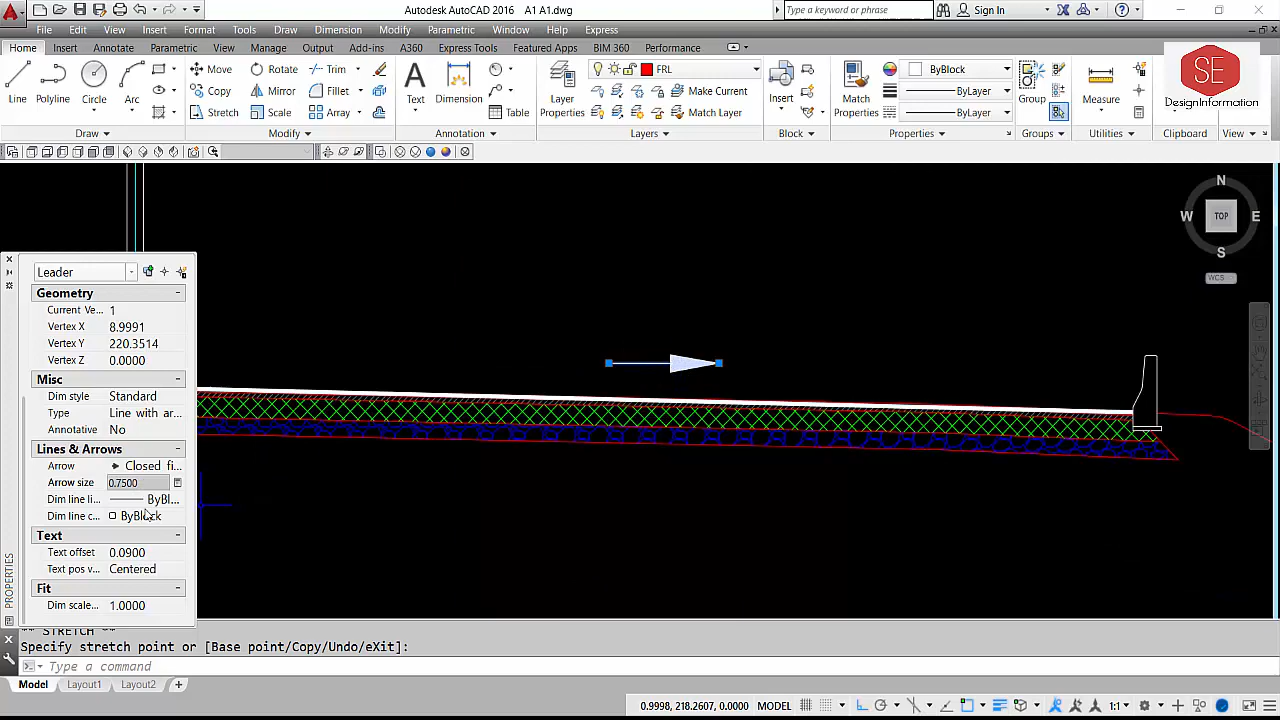 Autodesk AutoCAD 2016 A1 A1.dwg
Type a keyword or phrase
Sign In
File Edit View Insert Format Tools Draw Dimension Modify Parametric Window Help Express
Home Insert Annotate Parametric View Manage Output Add-ins A360 Express Tools Featured Apps BIM 360 Performance
Move Rotate Trim
FRL
ByBlock
SE
Line Polyline Circle Arc
Copy Mirror Fillet
Text Dimension
Layer Properties
Make Current
Insert
Match Properties
ByLayer
Group
Measure
DesignInformation
Stretch Scale Array
Table
Match Layer
ByLayer
Draw Modify Annotation Layers Block Properties Groups Utilities Clipboard View
N
W TOP E
S
WCS
Leader
Geometry
Current Ve... 1
Vertex X 8.9991
Vertex Y 220.3514
Vertex Z 0.0000
Misc
Dim style Standard
Type Line with ar...
Annotative No
Lines & Arrows
Arrow Closed fi...
Arrow size 0.7500
Dim line li... ByBl...
Dim line c... ByBlock
Text
Text offset 0.0900
Text pos v... Centered
Fit
Dim scale... 1.0000
PROPERTIES
** STRETCH **
Specify stretch point or [Base point/Copy/Undo/eXit]:
Type a command
Model Layout1 Layout2 +
0.9998, 218.2607, 0.0000 MODEL
1:1